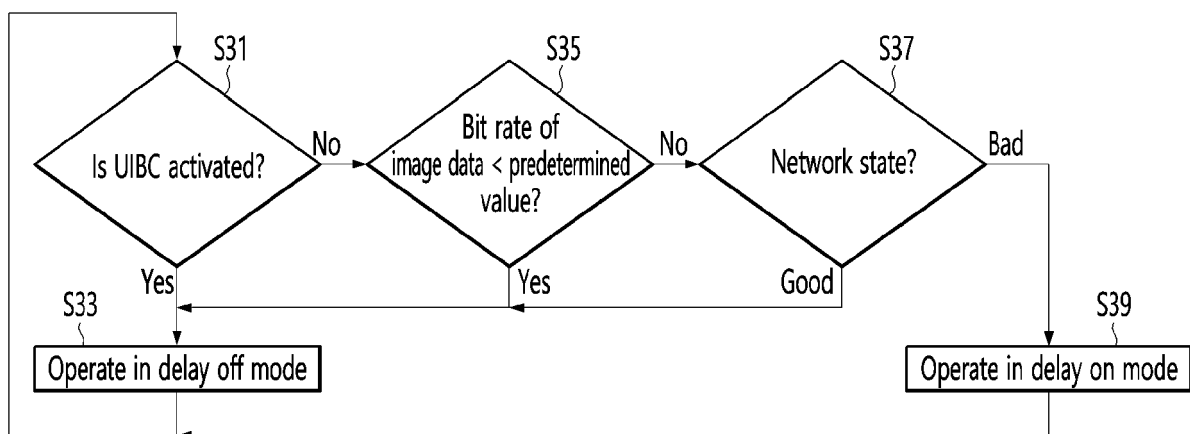 S31
S35
S37
Is UIBC activated?
No
Bit rate of
image data < predetermined
value?
No
Network state?
Bad
Yes
Yes
Good
S33
S39
Operate in delay off mode
Operate in delay on mode